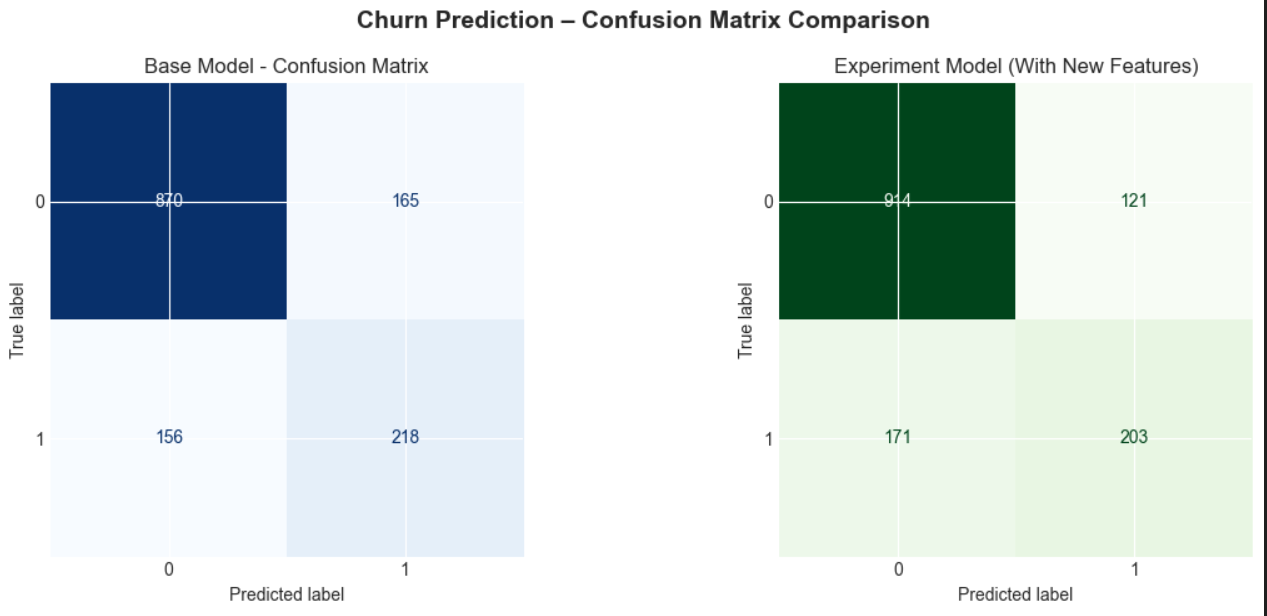 Churn Prediction – Confusion Matrix Comparison
Base Model - Confusion Matrix
0
870
165
1
156
218
True label
0
1
Predicted label
Experiment Model (With New Features)
0
914
121
1
171
203
True label
0
1
Predicted label